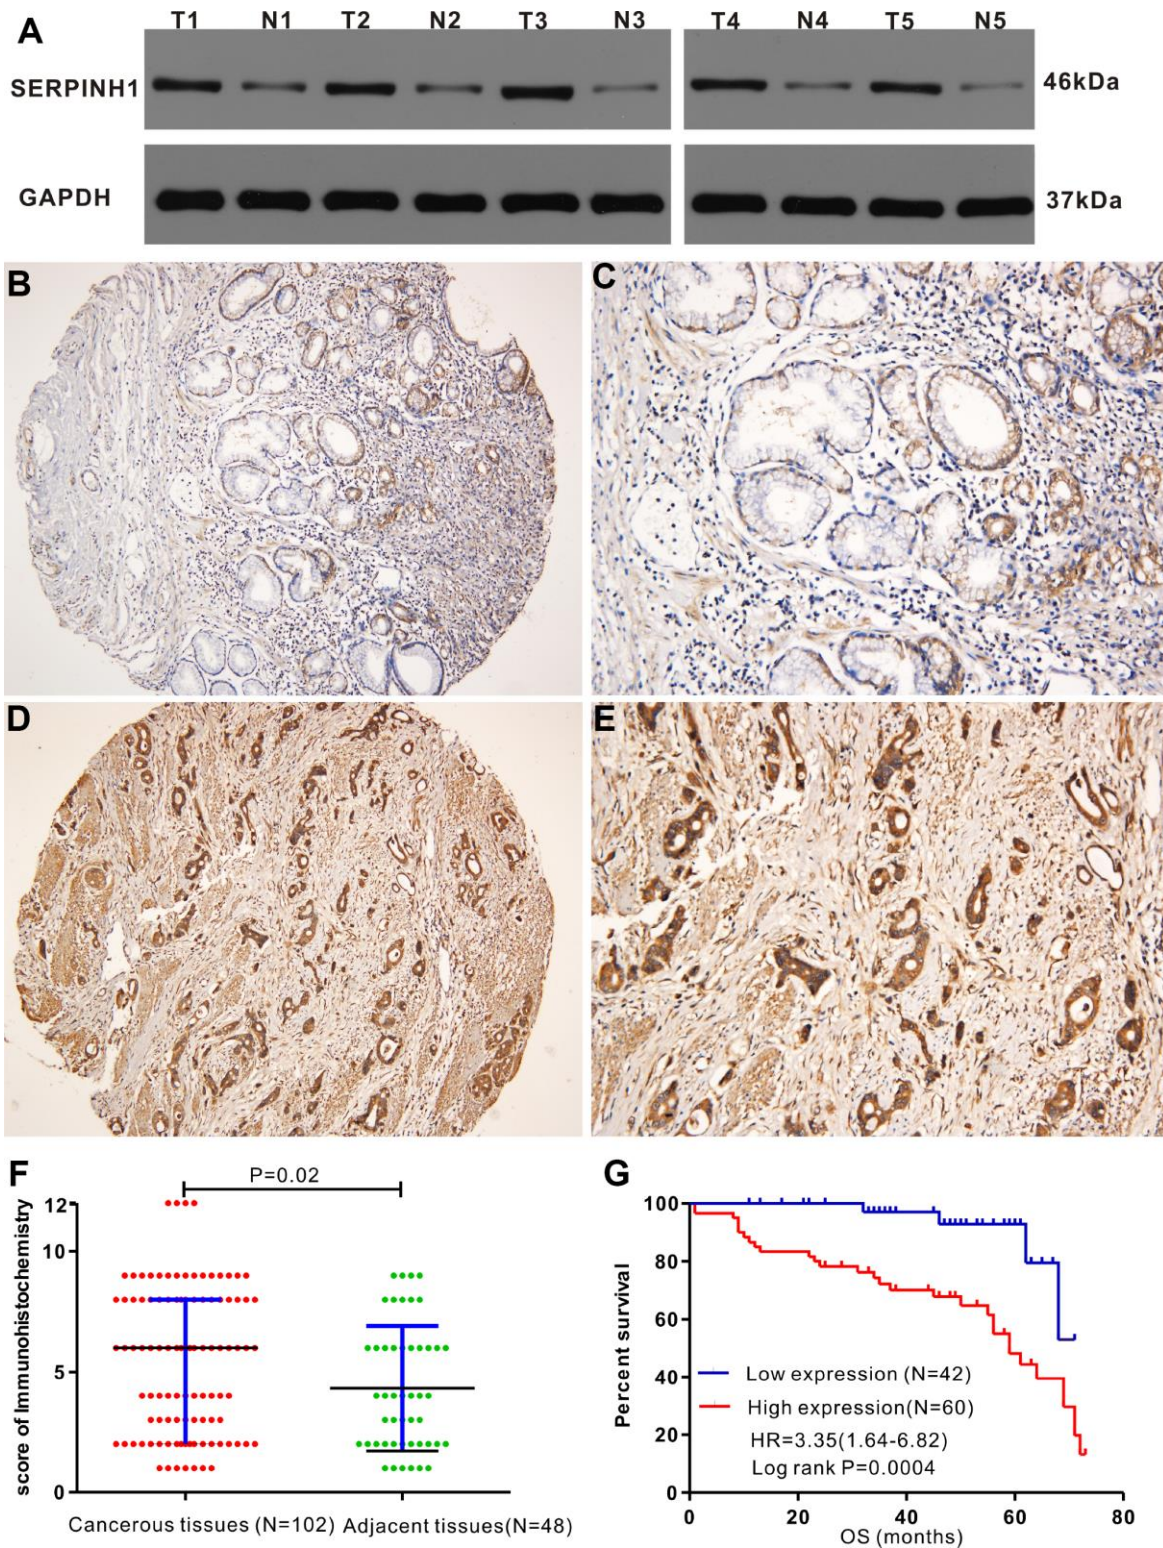 A
T1 N1 T2 N2 T3 N3 T4 N4 T5 N5
SERPINH1
46kDa
GAPDH
37kDa
B
C
D
E
F
P=0.02
12
10
5
0
score of Immunohistochemistry
Cancerous tissues (N=102)
Adjacent tissues(N=48)
G
100
80
60
40
20
0
Percent survival
Low expression (N=42)
High expression(N=60)
HR=3.35(1.64-6.82)
Log rank P=0.0004
0 20 40 60 80
OS (months)